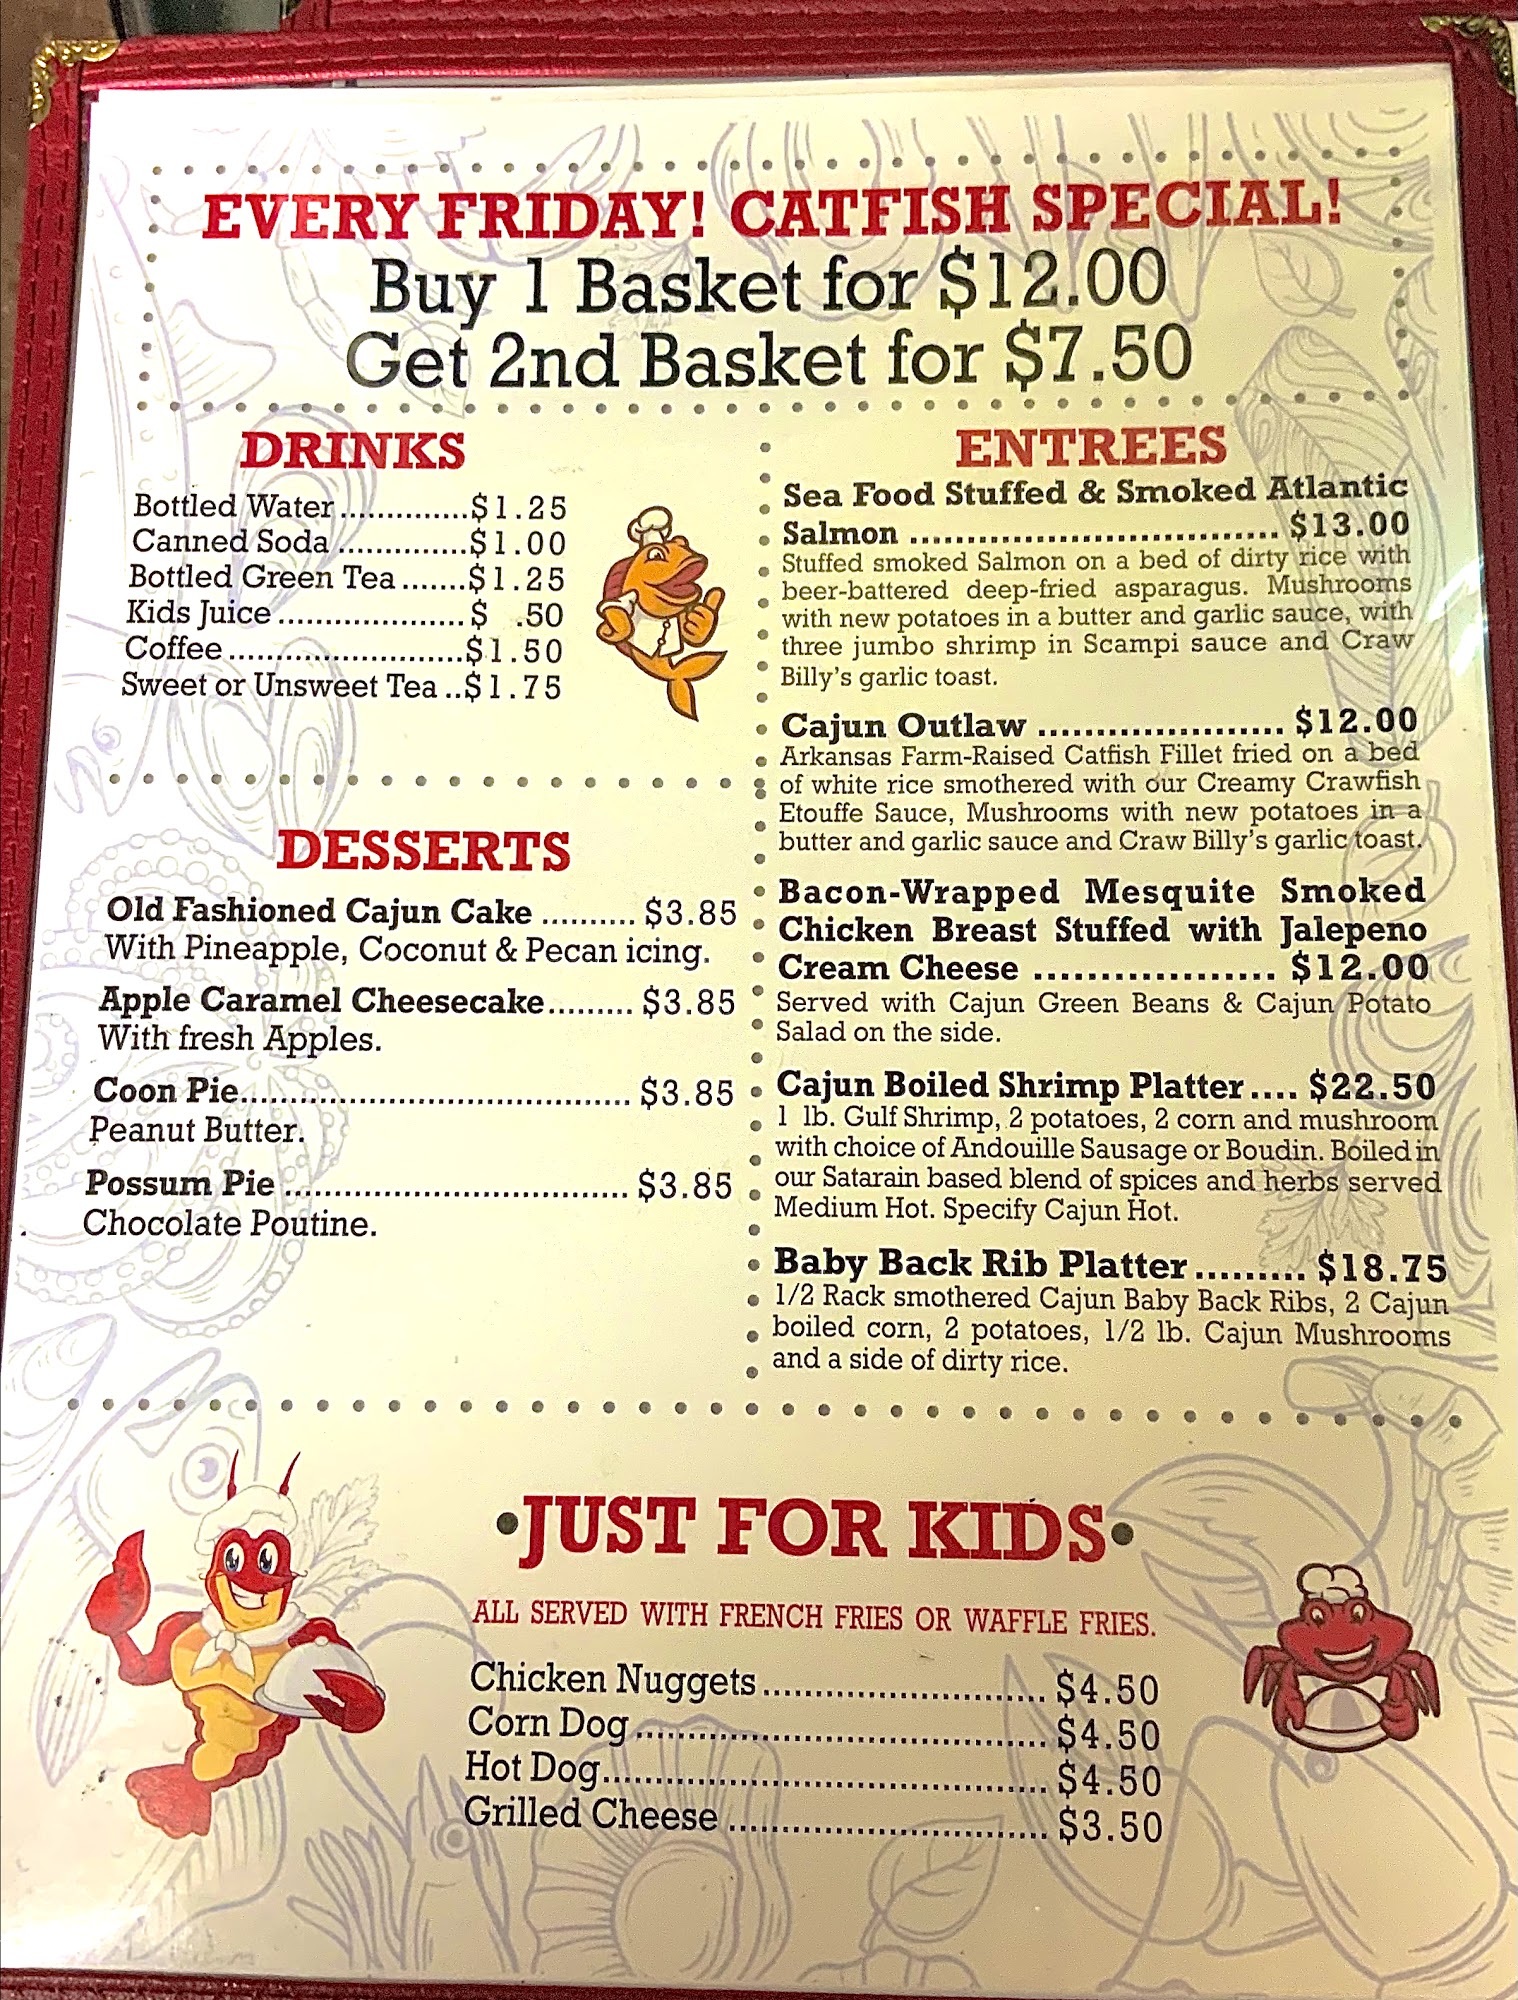 EVERY FRIDAY! CATFISH SPECIAL!
Buy 1 Basket for $12.00
Get 2nd Basket for $7.50
DRINKS
Bottled Water...............$1.25
Canned Soda ..............$1.00
Bottled Green Tea.......$1.25
Kids Juice ..................... $ .50
Coffee..........................$1.50
Sweet or Unsweet Tea ..$1.75
DESSERTS
Old Fashioned Cajun Cake .......... $3.85
With Pineapple, Coconut & Pecan icing.
Apple Caramel Cheesecake......... $3.85
With fresh Apples.
Coon Pie....................................... $3.85
Peanut Butter.
Possum Pie ................................... $3.85
Chocolate Poutine.
ENTREES
Sea Food Stuffed & Smoked Atlantic
Salmon ................................ $13.00
Stuffed smoked Salmon on a bed of dirty rice with
beer-battered deep-fried asparagus. Mushrooms
with new potatoes in a butter and garlic sauce, with
three jumbo shrimp in Scampi sauce and Craw
Billy's garlic toast.
Cajun Outlaw ..................... $12.00
Arkansas Farm-Raised Catfish Fillet fried on a bed
of white rice smothered with our Creamy Crawfish
Etouffe Sauce, Mushrooms with new potatoes in a
butter and garlic sauce and Craw Billy's garlic toast.
Bacon-Wrapped Mesquite Smoked
Chicken Breast Stuffed with Jalepeno
Cream Cheese .................. $12.00
Served with Cajun Green Beans & Cajun Potato
Salad on the side.
Cajun Boiled Shrimp Platter.... $22.50
1 lb. Gulf Shrimp, 2 potatoes, 2 corn and mushroom
with choice of Andouille Sausage or Boudin. Boiled in
our Satarain based blend of spices and herbs served
Medium Hot. Specify Cajun Hot.
Baby Back Rib Platter......... $18.75
1/2 Rack smothered Cajun Baby Back Ribs, 2 Cajun
boiled corn, 2 potatoes, 1/2 lb. Cajun Mushrooms
and a side of dirty rice.
•JUST FOR KIDS•
ALL SERVED WITH FRENCH FRIES OR WAFFLE FRIES.
Chicken Nuggets........................... $4.50
Corn Dog....................................... $4.50
Hot Dog.......................................... $4.50
Grilled Cheese .............................. $3.50